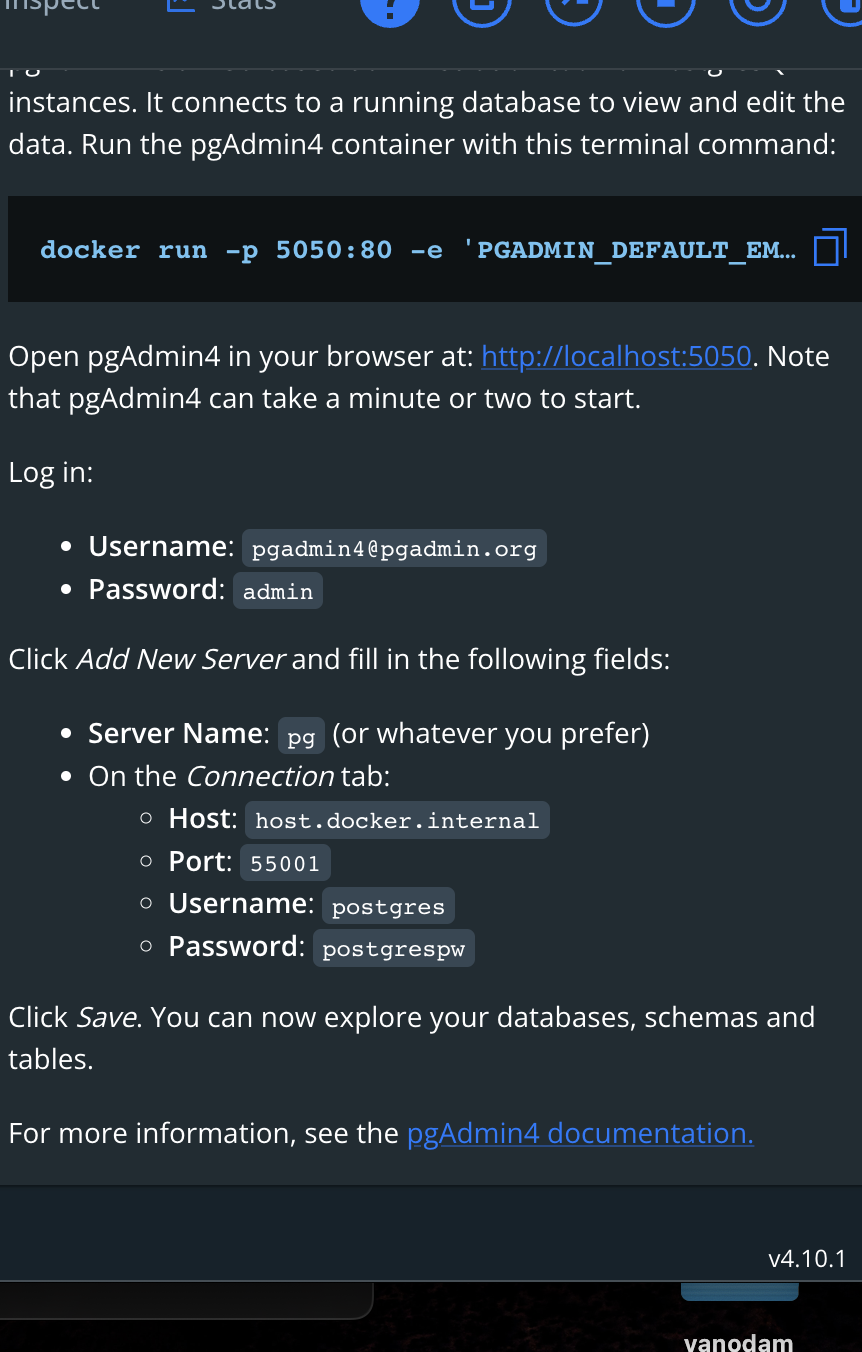 Inspect Stats
instances. It connects to a running database to view and edit the
data. Run the pgAdmin4 container with this terminal command:
docker run -p 5050:80 -e 'PGADMIN_DEFAULT_EM…
Open pgAdmin4 in your browser at: http://localhost:5050. Note
that pgAdmin4 can take a minute or two to start.
Log in:
• Username: pgadmin4@pgadmin.org
• Password: admin
Click Add New Server and fill in the following fields:
• Server Name: pg (or whatever you prefer)
• On the Connection tab:
○ Host: host.docker.internal
○ Port: 55001
○ Username: postgres
○ Password: postgrespw
Click Save. You can now explore your databases, schemas and
tables.
For more information, see the pgAdmin4 documentation.
v4.10.1
vanodam